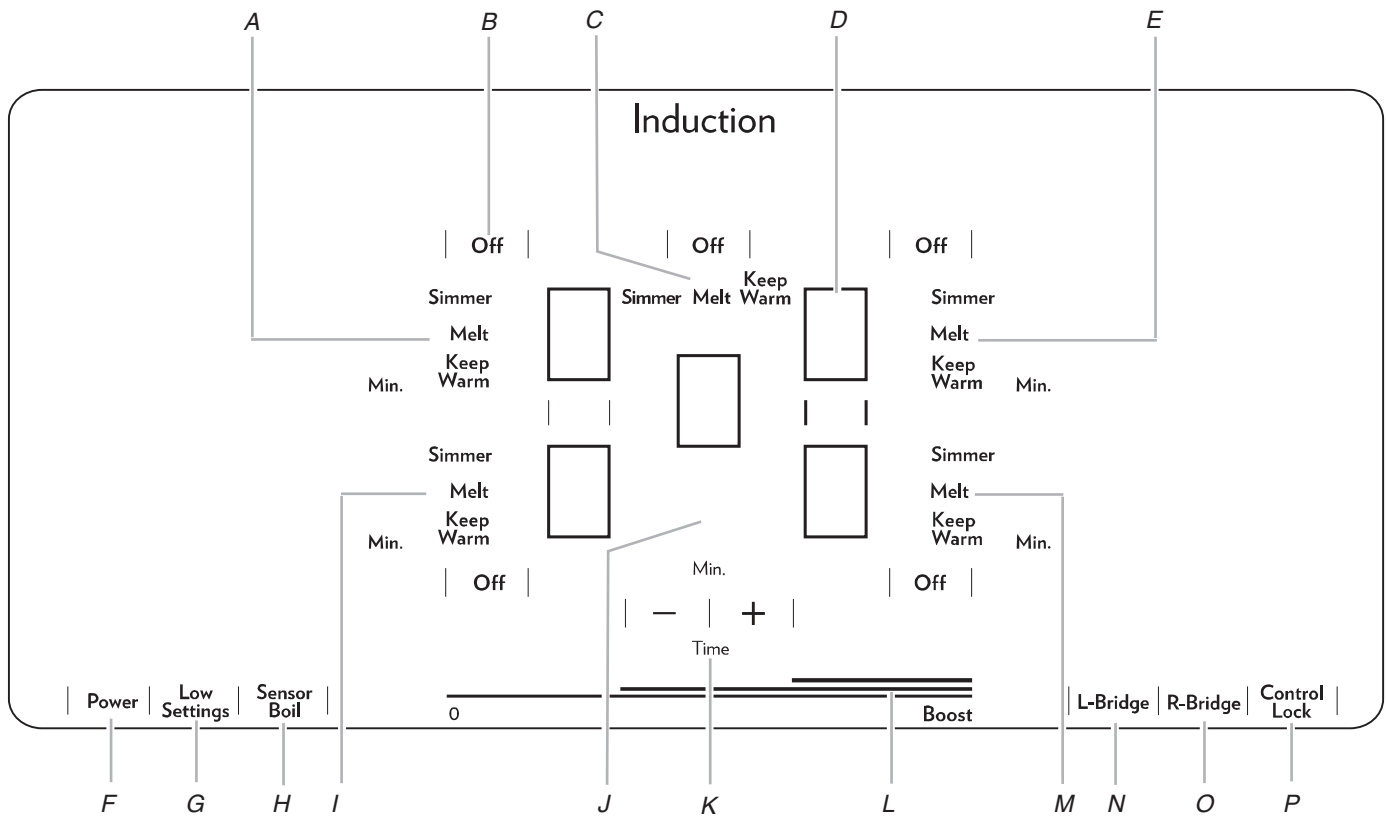 A B C D E
Induction
Off Off Off
Simmer Simmer Melt Keep Warm Simmer
Melt Melt
Keep Warm Keep Warm
Min. Min.
Simmer Simmer
Melt Melt
Keep Warm Keep Warm
Min. Min.
Min.
Off Off
− +
Time
Power Low Settings Sensor Boil L-Bridge R-Bridge Control Lock
0 Boost
F G H I J K L M N O P